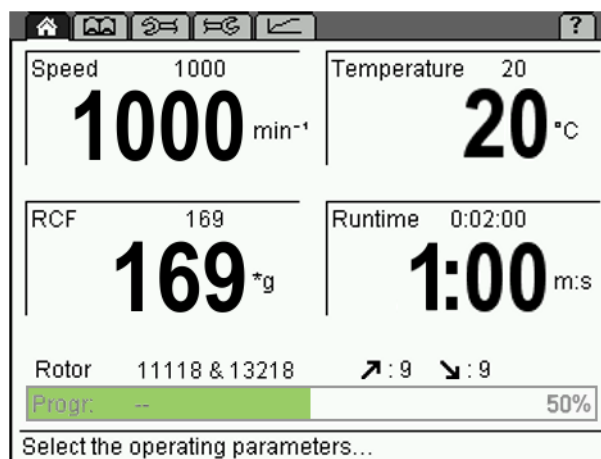 ?
Speed 1000
1000 min⁻¹
Temperature 20
20 °C
RCF 169
169 *g
Runtime 0:02:00
1:00 m:s
Rotor 11118 & 13218 ↗: 9 ↘: 9
Progr: -- 50%
Select the operating parameters...